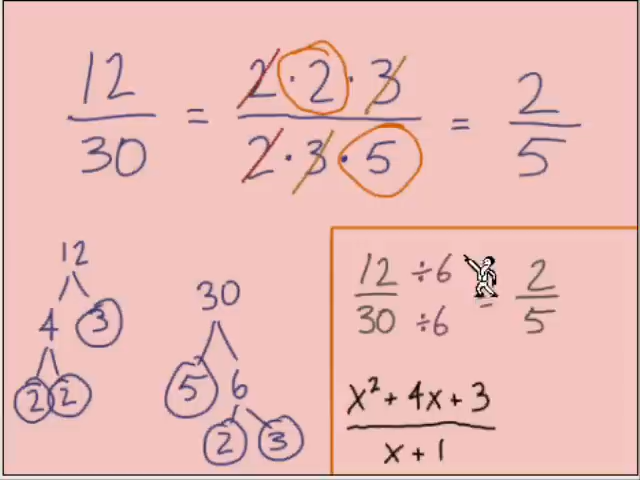 12/30 = 2 · 2 · 3 / 2 · 3 · 5 = 2/5
12
4 3
2 2
30
5 6
2 3
12/30 ÷6/÷6 = 2/5
x² + 4x + 3
x + 1